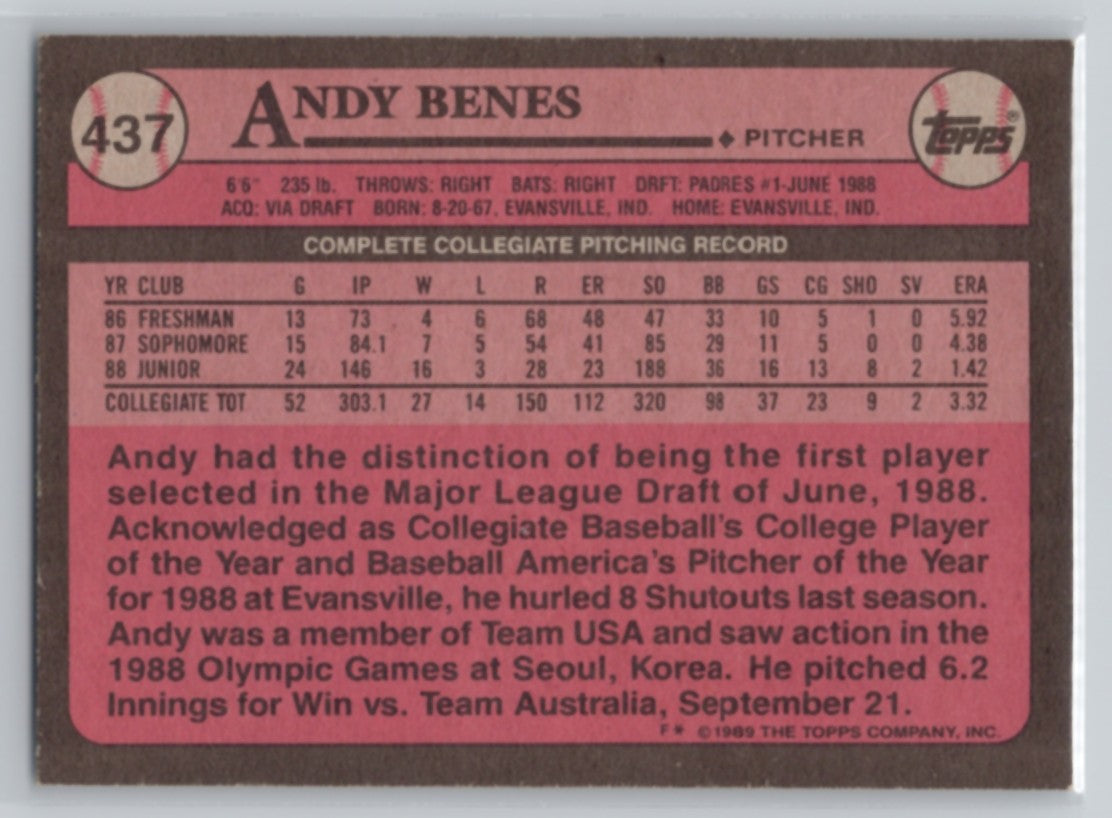 437
ANDY BENES
♦ PITCHER
topps®
6'6" 235 lb. THROWS: RIGHT BATS: RIGHT DRFT: PADRES #1-JUNE 1988
ACQ: VIA DRAFT BORN: 8-20-67, EVANSVILLE, IND. HOME: EVANSVILLE, IND.
COMPLETE COLLEGIATE PITCHING RECORD
YR CLUB G IP W L R ER SO BB GS CG SHO SV ERA
86 FRESHMAN 13 73 4 6 68 48 47 33 10 5 1 0 5.92
87 SOPHOMORE 15 84.1 7 5 54 41 85 29 11 5 0 0 4.38
88 JUNIOR 24 146 16 3 28 23 188 36 16 13 8 2 1.42
COLLEGIATE TOT 52 303.1 27 14 150 112 320 98 37 23 9 2 3.32
Andy had the distinction of being the first player
selected in the Major League Draft of June, 1988.
Acknowledged as Collegiate Baseball's College Player
of the Year and Baseball America's Pitcher of the Year
for 1988 at Evansville, he hurled 8 Shutouts last season.
Andy was a member of Team USA and saw action in the
1988 Olympic Games at Seoul, Korea. He pitched 6.2
Innings for Win vs. Team Australia, September 21.
F* ©1989 THE TOPPS COMPANY, INC.